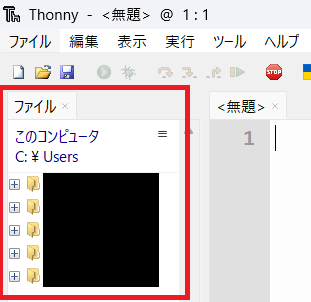 Thonny - <無題> @ 1 : 1
ファイル 編集 表示 実行 ツール ヘルプ
STOP
ファイル ×
<無題> ×
このコンピュータ ≡
C: ¥ Users
1